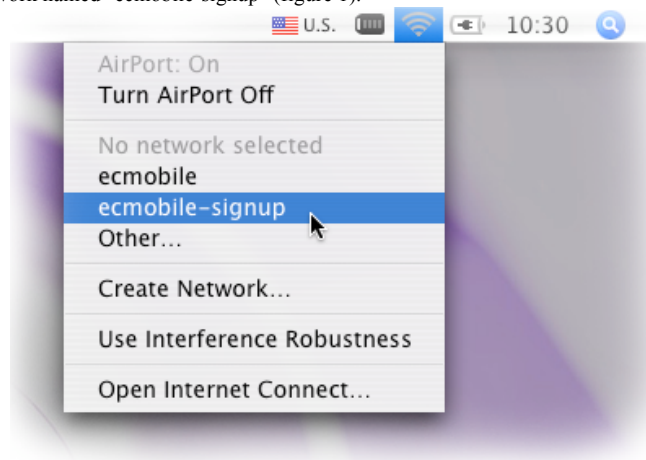 U.S. 10:30
AirPort: On
Turn AirPort Off
No network selected
ecmobile
ecmobile-signup
Other...
Create Network...
Use Interference Robustness
Open Internet Connect...